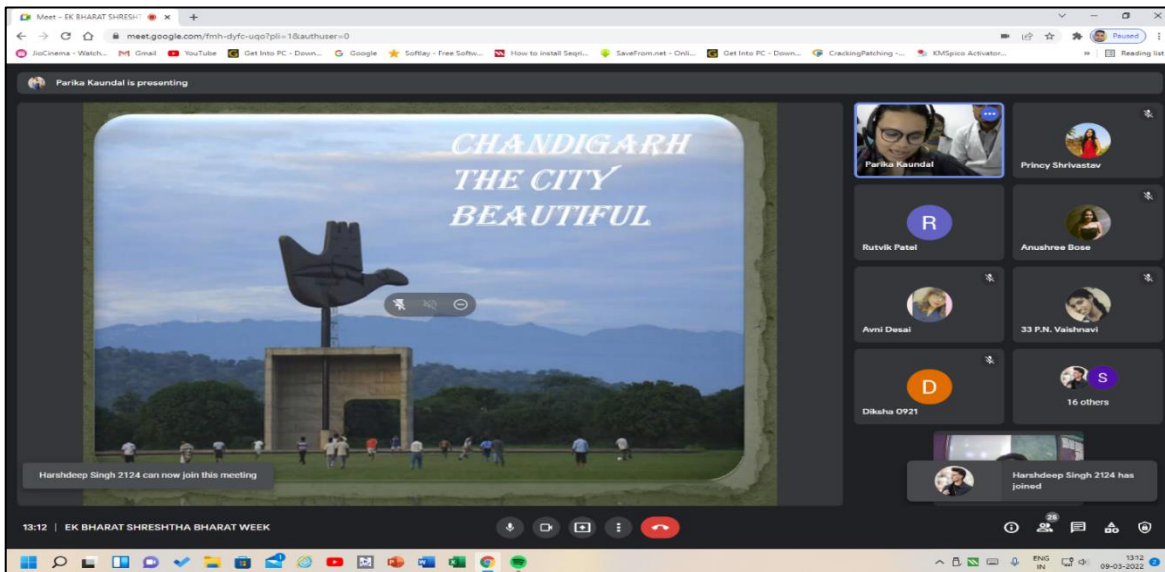 Meet - EK BHARAT SHRESHT
meet.google.com/fmh-dyfc-uqo?pli=1&authuser=0
Paused
JioCinema - Watch...
Gmail
YouTube
Get Into PC - Down...
Google
Softlay - Free Softw...
How to install Seqri...
SaveFrom.net - Onli...
Get Into PC - Down...
CrackingPatching -...
KMSpico Activator...
Reading list
Parika Kaundal is presenting
CHANDIGARH
THE CITY
BEAUTIFUL
Parika Kaundal
Princy Shrivastav
R
Rutvik Patel
Anushree Bose
Avni Desai
33 P.N. Vaishnavi
D
Diksha 0921
S
16 others
Harshdeep Singh 2124 can now join this meeting
Harshdeep Singh 2124 has
joined
13:12 | EK BHARAT SHRESHTHA BHARAT WEEK
ENG
IN
13:12
09-03-2022